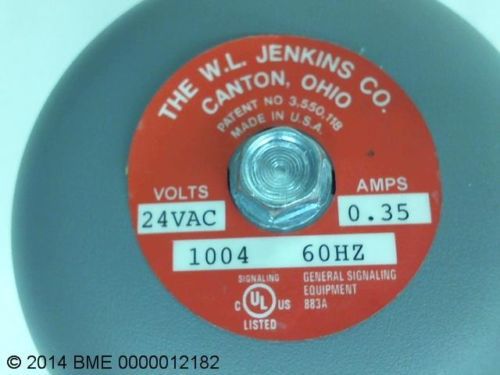 THE W.L. JENKINS CO.
CANTON, OHIO
PATENT NO 3,550,118
MADE IN U.S.A.
VOLTS
24VAC
AMPS
0.35
1004 60HZ
SIGNALING
C UL US
LISTED
GENERAL SIGNALING
EQUIPMENT
883A
© 2014 BME 0000012182